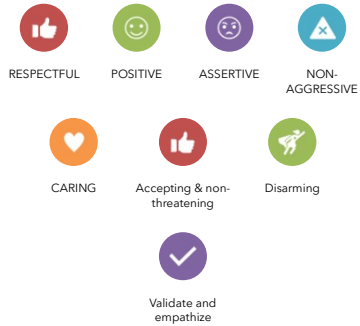 RESPECTFUL
POSITIVE
ASSERTIVE
NON-
AGGRESSIVE
CARING
Accepting & non-
threatening
Disarming
Validate and
empathize